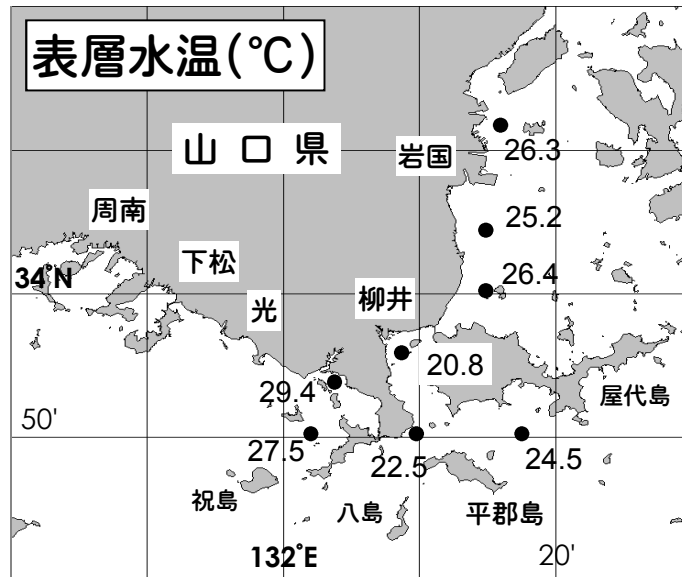 表層水温(℃)
山口県
岩国
26.3
周南
25.2
下松
34°N
26.4
光
柳井
20.8
29.4
屋代島
50'
27.5
22.5
24.5
祝島
八島
平郡島
132°E
20'